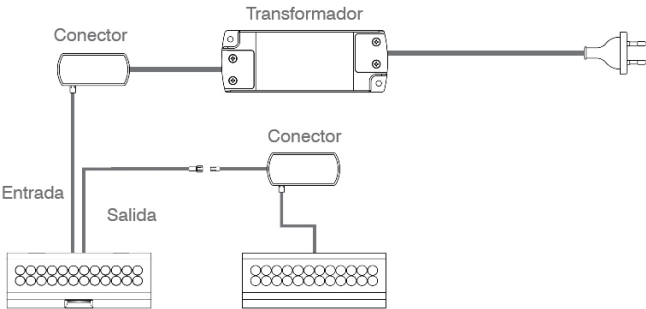 Transformador
Conector
Conector
Entrada
Salida